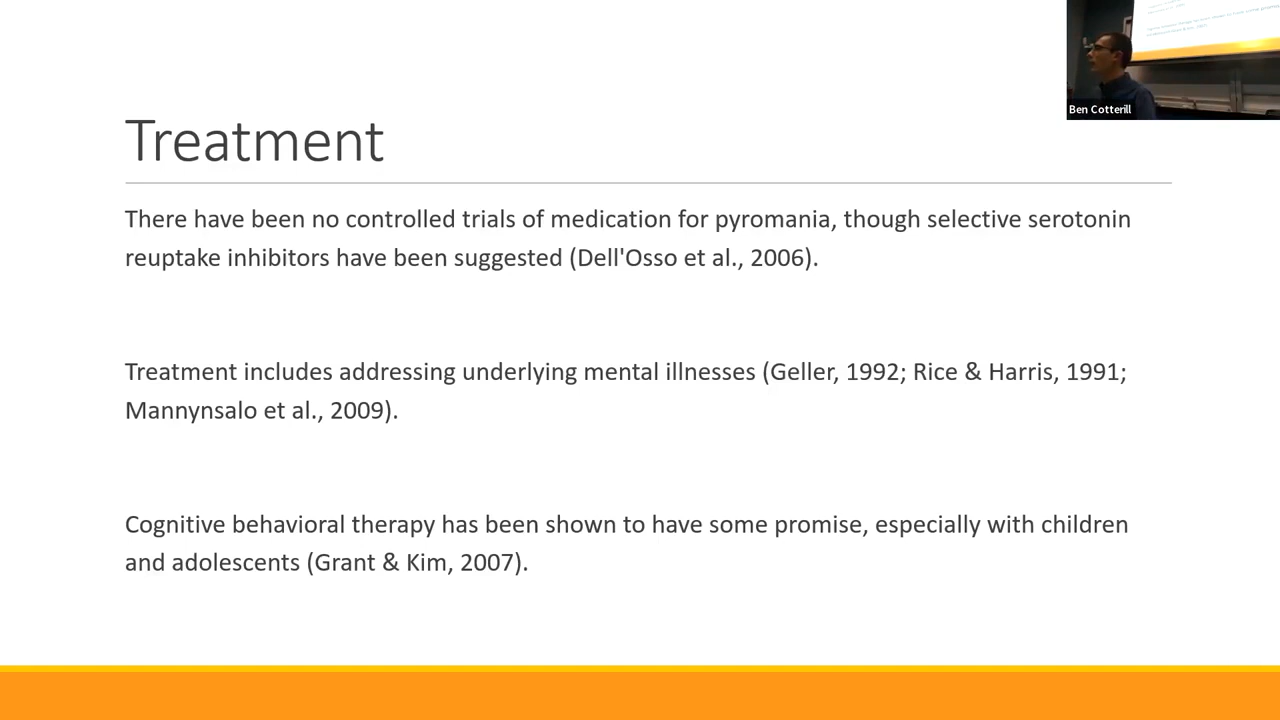 Ben Cotterill
Treatment
There have been no controlled trials of medication for pyromania, though selective serotonin
reuptake inhibitors have been suggested (Dell'Osso et al., 2006).
Treatment includes addressing underlying mental illnesses (Geller, 1992; Rice & Harris, 1991;
Mannynsalo et al., 2009).
Cognitive behavioral therapy has been shown to have some promise, especially with children
and adolescents (Grant & Kim, 2007).